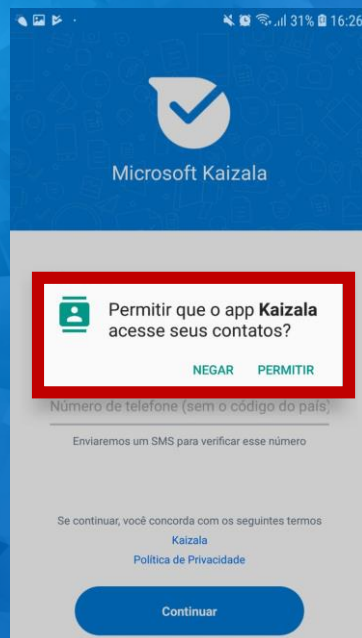 31% 16:26
Microsoft Kaizala
Permitir que o app Kaizala
acesse seus contatos?
NEGAR PERMITIR
Número de telefone (sem o código do país)
Enviaremos um SMS para verificar esse número
Se continuar, você concorda com os seguintes termos
Kaizala
Política de Privacidade
Continuar